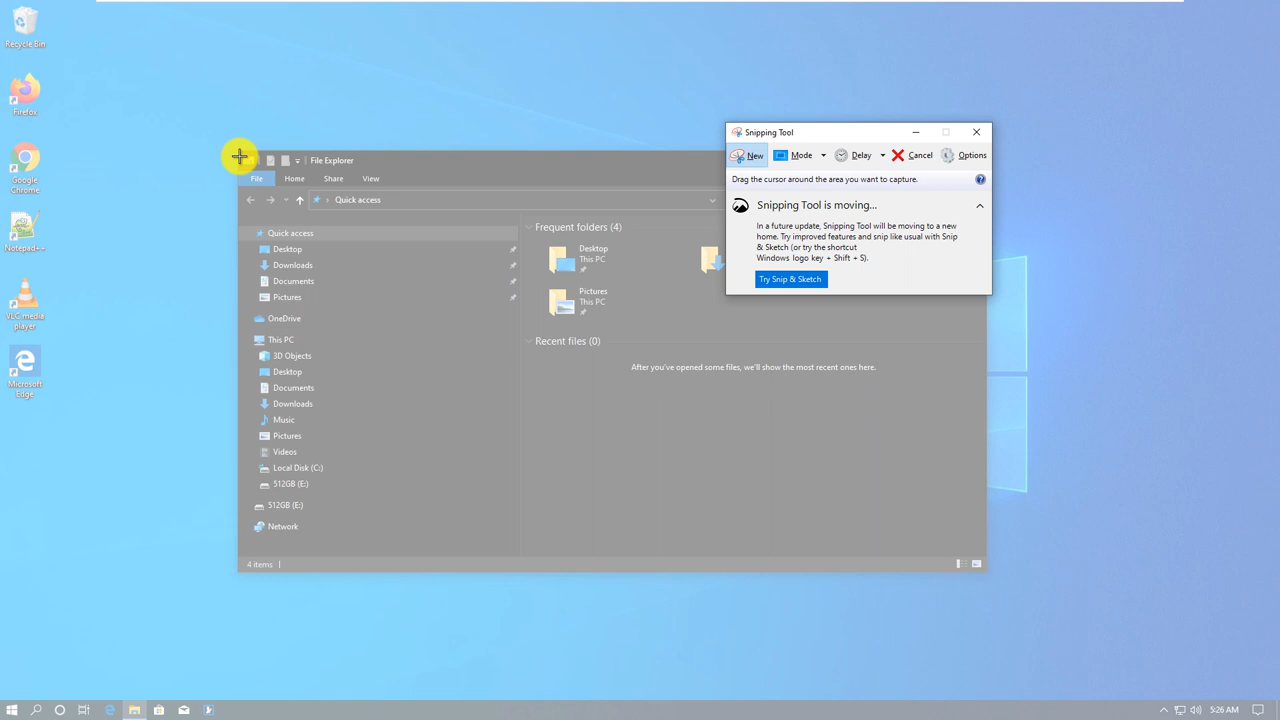 Recycle Bin
Firefox
Google
Chrome
Notepad++
VLC media
player
Microsoft
Edge
File Explorer
File Home Share View
Quick access
Quick access
Desktop
Downloads
Documents
Pictures
OneDrive
This PC
3D Objects
Desktop
Documents
Downloads
Music
Pictures
Videos
Local Disk (C:)
512GB (E:)
512GB (E:)
Network
4 items
Frequent folders (4)
Desktop
This PC
Pictures
This PC
Recent files (0)
After you've opened some files, we'll show the most recent ones here.
Snipping Tool
New Mode Delay Cancel Options
Drag the cursor around the area you want to capture.
Snipping Tool is moving...
In a future update, Snipping Tool will be moving to a new
home. Try improved features and snip like usual with Snip
& Sketch (or try the shortcut
Windows logo key + Shift + S).
Try Snip & Sketch
5:26 AM